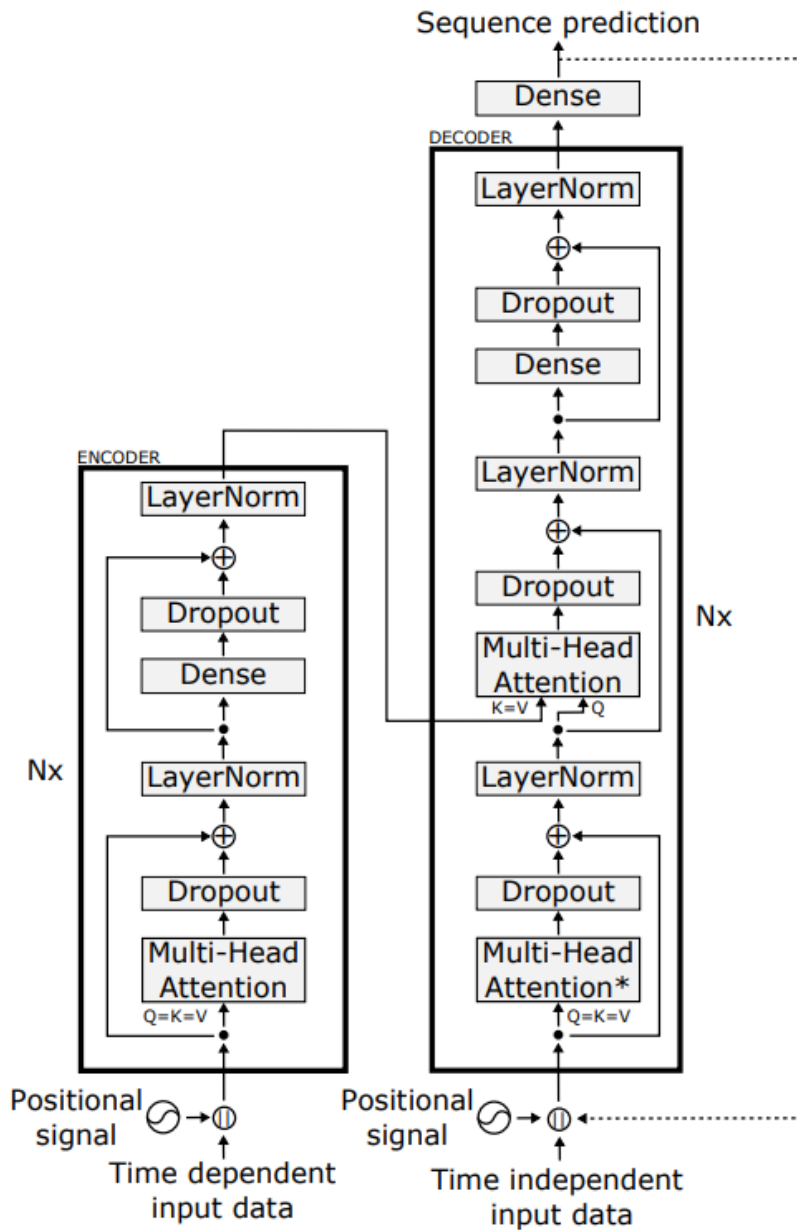 Sequence prediction
Dense
DECODER
LayerNorm
Dropout
Dense
LayerNorm
Dropout
Multi-Head
Attention
K=V
Q
LayerNorm
Dropout
Multi-Head
Attention*
Q=K=V
Nx
Positional
signal
Time independent
input data
ENCODER
LayerNorm
Dropout
Dense
LayerNorm
Dropout
Multi-Head
Attention
Q=K=V
Nx
Positional
signal
Time dependent
input data